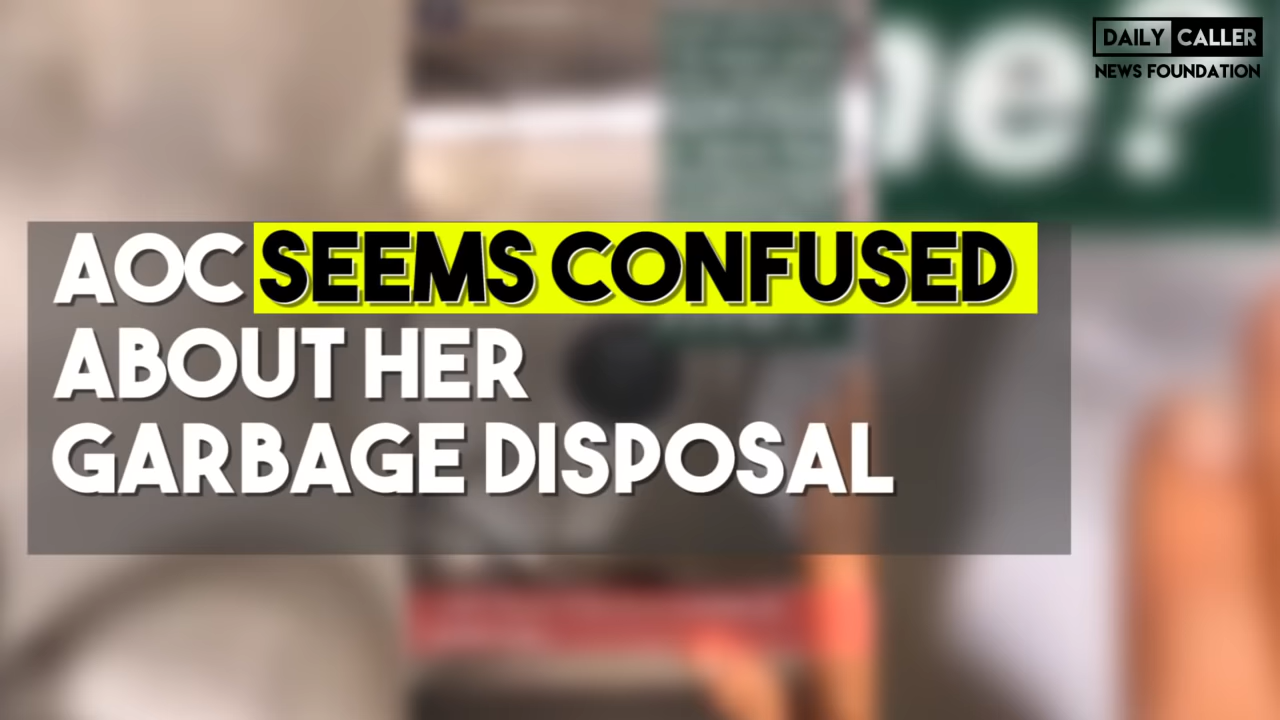 DAILY CALLER
NEWS FOUNDATION
e?
AOC SEEMS CONFUSED
ABOUT HER
GARBAGE DISPOSAL